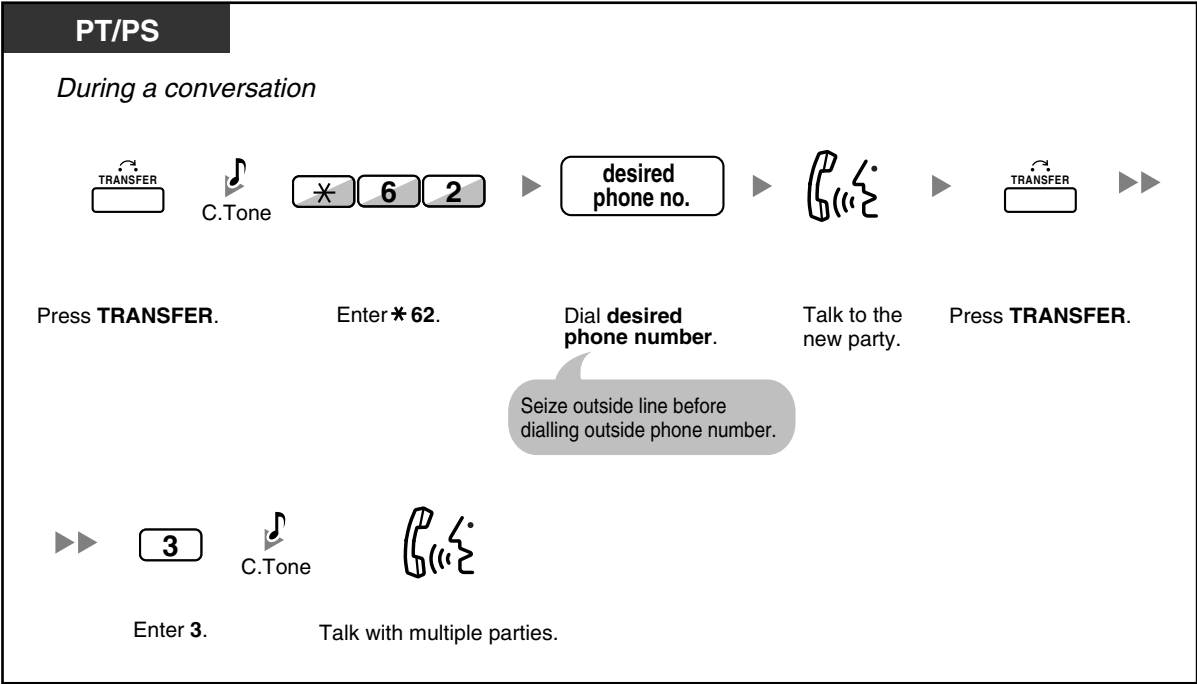 PT/PS
During a conversation
TRANSFER
C.Tone
* 6 2
desired
phone no.
TRANSFER
Press TRANSFER.
Enter * 62.
Dial desired
phone number.
Talk to the
new party.
Press TRANSFER.
Seize outside line before
dialling outside phone number.
3
C.Tone
Enter 3.
Talk with multiple parties.